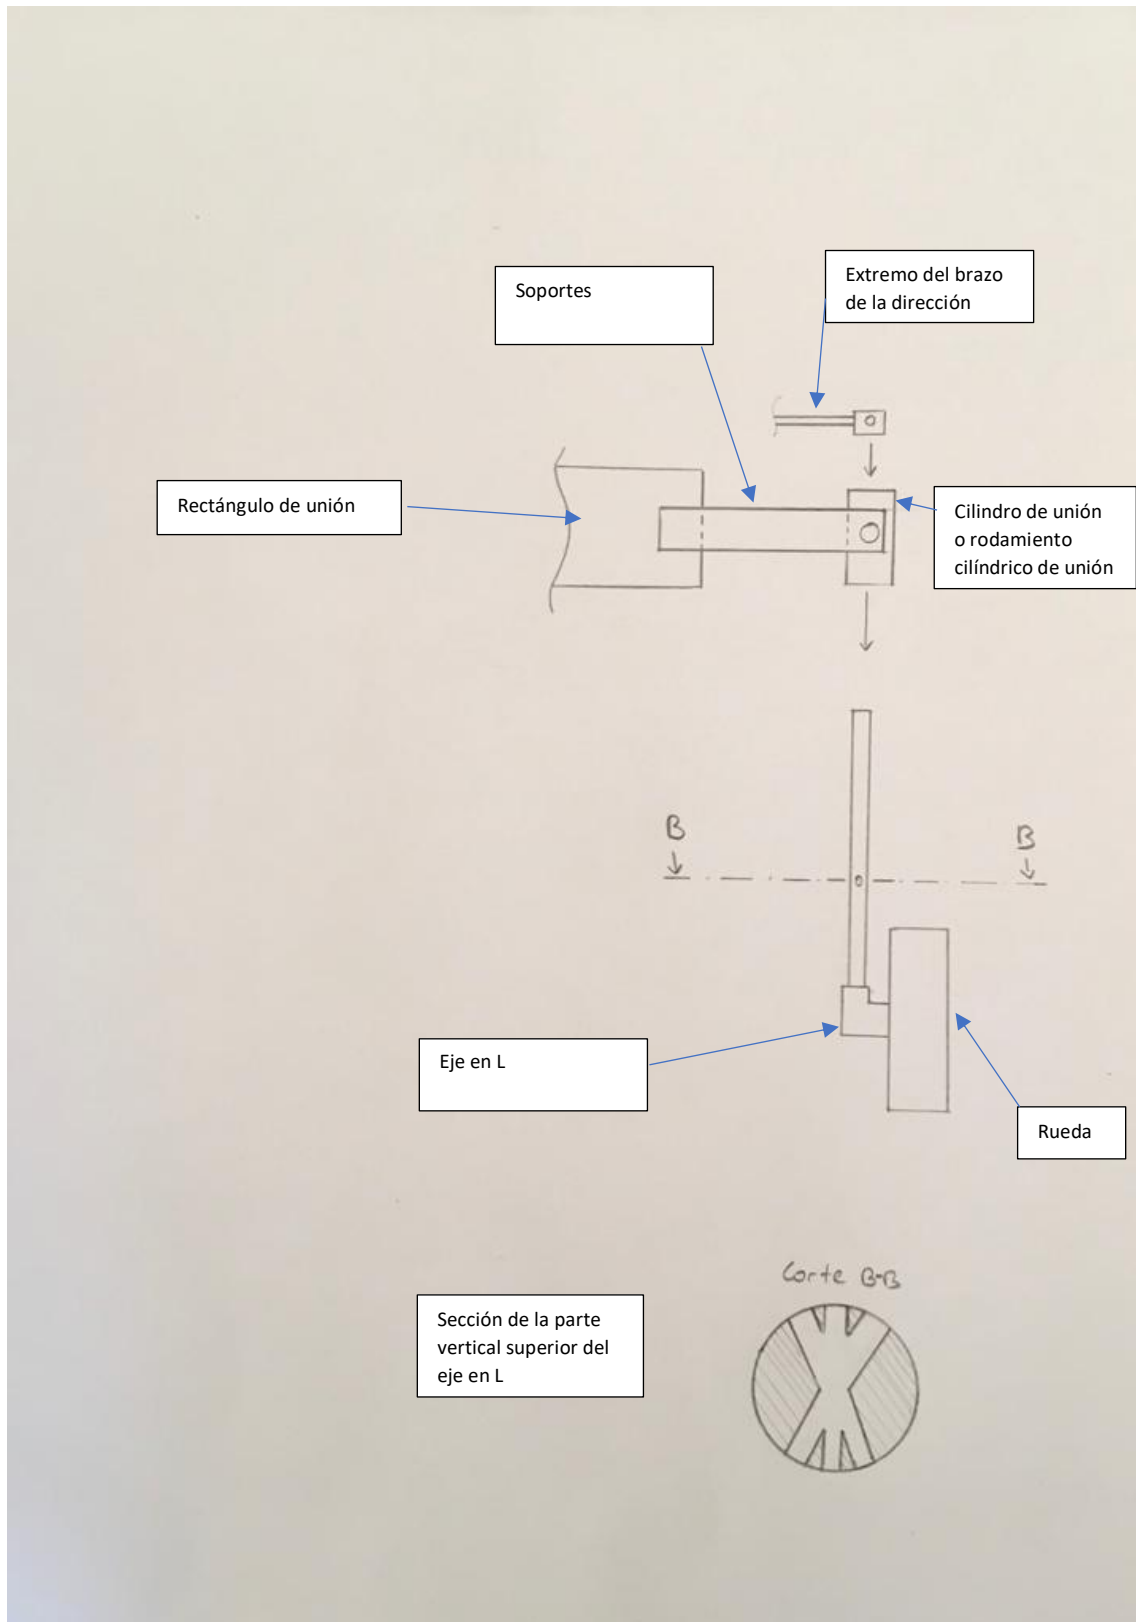 Soportes
Extremo del brazo
de la dirección
Rectángulo de unión
Cilindro de unión
o rodamiento
cilíndrico de unión
B
B
Eje en L
Rueda
Corte B-B
Sección de la parte
vertical superior del
eje en L